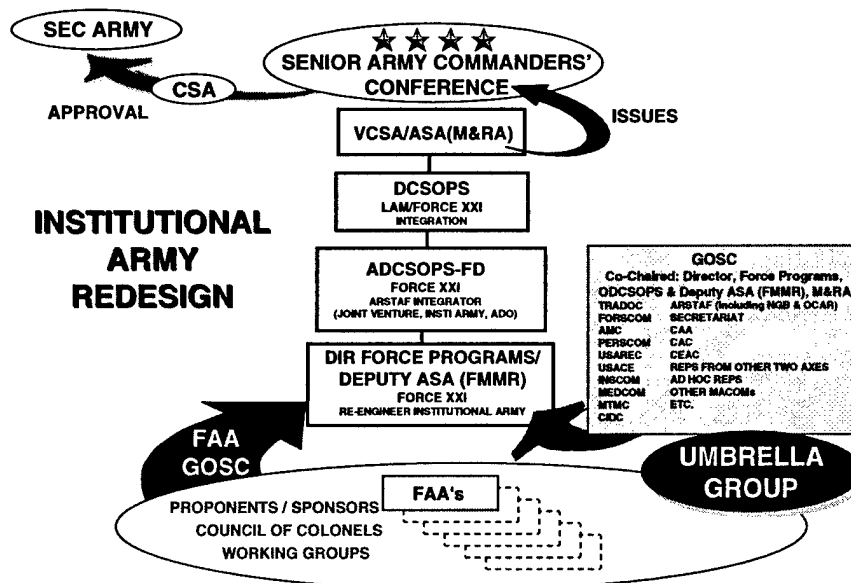 SEC ARMY
CSA
APPROVAL
SENIOR ARMY COMMANDERS'
CONFERENCE
ISSUES
VCSA/ASA(M&RA)
DCSOPS
LAM/FORCE XXI
INTEGRATION
INSTITUTIONAL
ARMY
REDESIGN
ADCSOPS-FD
FORCE XXI
ARSTAF INTEGRATOR
(JOINT VENTURE, INSTI ARMY, ADO)
DIR FORCE PROGRAMS/
DEPUTY ASA (FMMR)
FORCE XXI
RE-ENGINEER INSTITUTIONAL ARMY
GOSC
Co-Chaired: Director, Force Programs,
ODCSOPS & Deputy ASA (FMMR), M&RA
TRADOC ARSTAF (Including NGB & OCAR)
FORSCOM SECRETARIAT
AMC CAA
PERSCOM CAC
USAREC CEAC
USACE REPS FROM OTHER TWO AXES
INSCOM AD HOC REPS
MEDCOM OTHER MACOMs
MTMC ETC.
CIDC
FAA
GOSC
UMBRELLA
GROUP
FAA's
PROPONENTS / SPONSORS
COUNCIL OF COLONELS
WORKING GROUPS